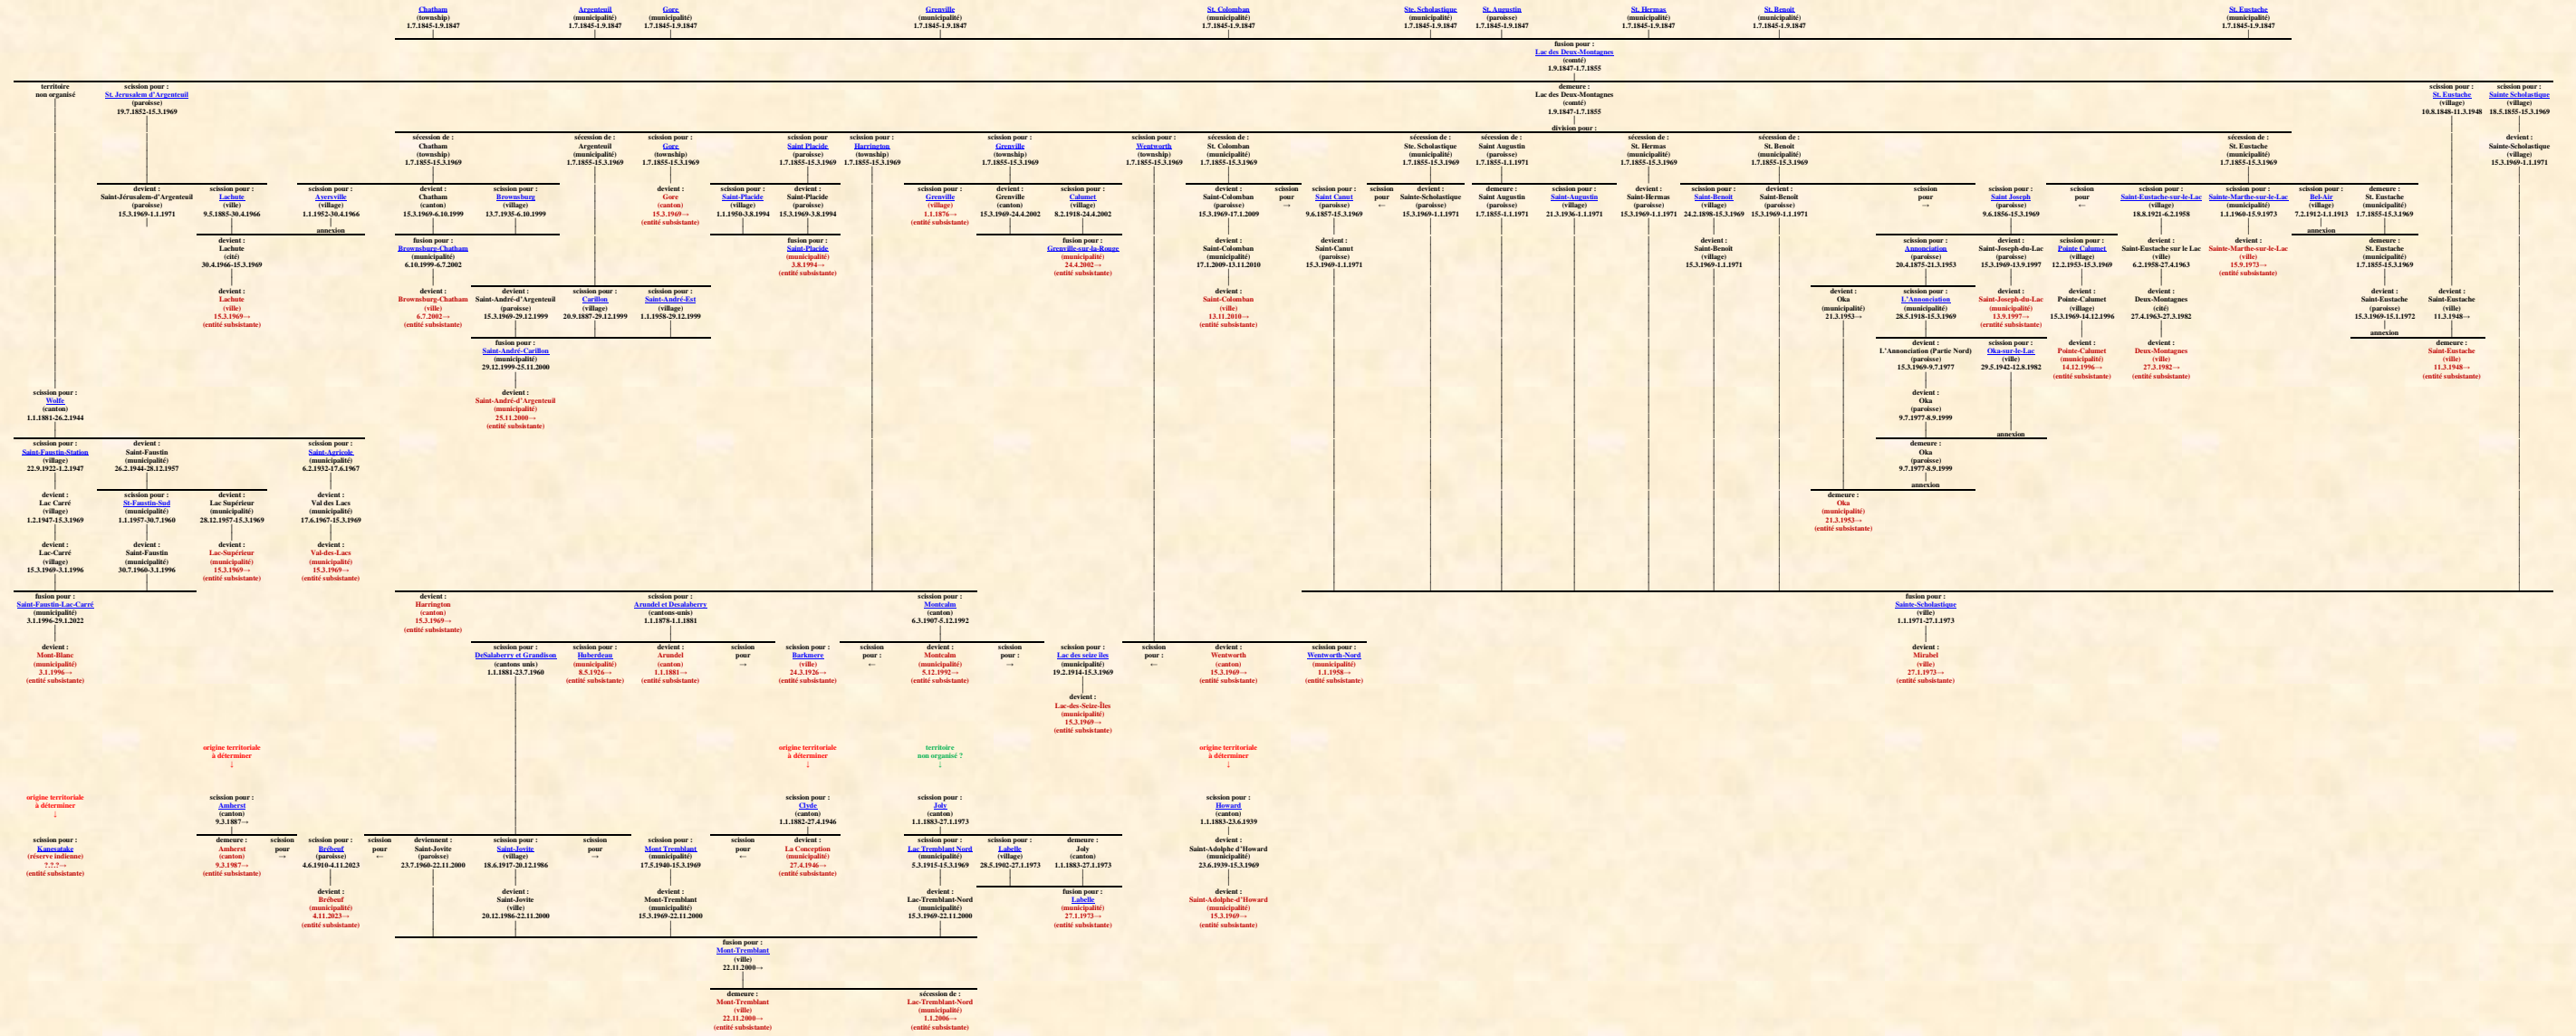 Chatham
(township)
1.7.1845-1.9.1847
Argenteuil
(municipalité)
1.7.1845-1.9.1847
Gore
(municipalité)
1.7.1845-1.9.1847
Grenville
(municipalité)
1.7.1845-1.9.1847
St. Colomban
(municipalité)
1.7.1845-1.9.1847
Ste. Scholastique
(municipalité)
1.7.1845-1.9.1847
St. Augustin
(paroisse)
1.7.1845-1.9.1847
St. Hermas
(municipalité)
1.7.1845-1.9.1847
St. Benoit
(municipalité)
1.7.1845-1.9.1847
St. Eustache
(municipalité)
1.7.1845-1.9.1847
fusion pour :
Lac des Deux-Montagnes
(comté)
1.9.1847-1.7.1855
territoire
non organisé
scission pour :
St. Jerusalem d'Argenteuil
(paroisse)
19.7.1852-15.3.1969
demeure :
Lac des Deux-Montagnes
(comté)
1.9.1847-1.7.1855
division pour :
scission pour :
St. Eustache
(village)
10.8.1848-11.3.1948
scission pour :
Sainte Scholastique
(village)
18.5.1855-15.3.1969
sécession de :
Chatham
(township)
1.7.1855-15.3.1969
sécession de :
Argenteuil
(municipalité)
1.7.1855-15.3.1969
scission pour :
Gore
(township)
1.7.1855-15.3.1969
scission pour
Saint Placide
(paroisse)
1.7.1855-15.3.1969
scission pour :
Harrington
(township)
1.7.1855-15.3.1969
scission pour :
Grenville
(township)
1.7.1855-15.3.1969
scission pour :
Wentworth
(township)
1.7.1855-15.3.1969
sécession de :
St. Colomban
(municipalité)
1.7.1855-15.3.1969
sécession de :
Ste. Scholastique
(municipalité)
1.7.1855-15.3.1969
sécession de :
Saint Augustin
(paroisse)
1.7.1855-1.1.1971
sécession de :
St. Hermas
(municipalité)
1.7.1855-15.3.1969
sécession de :
St. Benoit
(municipalité)
1.7.1855-15.3.1969
sécession de :
St. Eustache
(municipalité)
1.7.1855-15.3.1969
devient :
Sainte-Scholastique
(village)
15.3.1969-1.1.1971
devient :
Saint-Jérusalem-d'Argenteuil
(paroisse)
15.3.1969-1.1.1971
scission pour :
Lachute
(village)
9.5.1885-30.4.1966
scission pour :
Ayersville
(village)
1.1.1952-30.4.1966
annexion
devient :
Chatham
(canton)
15.3.1969-6.10.1999
scission pour :
Brownsburg
(village)
13.7.1935-6.10.1999
devient :
Gore
(canton)
15.3.1969→
(entité subsistante)
scission pour :
Saint-Placide
(village)
1.1.1950-3.8.1994
devient :
Saint-Placide
(paroisse)
15.3.1969-3.8.1994
scission pour :
Grenville
(village)
1.1.1876→
(entité subsistante)
devient :
Grenville
(canton)
15.3.1969-24.4.2002
scission pour :
Calumet
(village)
8.2.1918-24.4.2002
devient :
Saint-Colomban
(paroisse)
15.3.1969-17.1.2009
scission
pour
→
scission pour :
Saint Canut
(paroisse)
9.6.1857-15.3.1969
scission
pour
←
devient :
Sainte-Scholastique
(paroisse)
15.3.1969-1.1.1971
demeure :
Saint Augustin
(paroisse)
1.7.1855-1.1.1971
scission pour :
Saint-Augustin
(village)
21.3.1936-1.1.1971
devient :
Saint-Hermas
(paroisse)
15.3.1969-1.1.1971
scission pour :
Saint-Benoit
(village)
24.2.1898-15.3.1969
devient :
Saint-Benoît
(paroisse)
15.3.1969-1.1.1971
scission
pour
→
scission pour :
Saint Joseph
(paroisse)
9.6.1856-15.3.1969
scission
pour
←
scission pour :
Saint-Eustache-sur-le-Lac
(village)
18.8.1921-6.2.1958
scission pour :
Sainte-Marthe-sur-le-Lac
(municipalité)
1.1.1960-15.9.1973
scission pour :
Bel-Air
(village)
7.2.1912-1.1.1913
annexion
demeure :
St. Eustache
(municipalité)
1.7.1855-15.3.1969
devient :
Lachute
(cité)
30.4.1966-15.3.1969
fusion pour :
Brownsburg-Chatham
(municipalité)
6.10.1999-6.7.2002
fusion pour :
Saint-Placide
(municipalité)
3.8.1994→
(entité subsistante)
fusion pour :
Grenville-sur-la-Rouge
(municipalité)
24.4.2002→
(entité subsistante)
devient :
Saint-Colomban
(municipalité)
17.1.2009-13.11.2010
devient :
Saint-Canut
(paroisse)
15.3.1969-1.1.1971
devient :
Saint-Benoît
(village)
15.3.1969-1.1.1971
scission pour :
Annonciation
(paroisse)
20.4.1875-21.3.1953
devient :
Saint-Joseph-du-Lac
(paroisse)
15.3.1969-13.9.1997
scission pour :
Pointe Calumet
(village)
12.2.1953-15.3.1969
devient :
Saint-Eustache sur le Lac
(ville)
6.2.1958-27.4.1963
devient :
Sainte-Marthe-sur-le-Lac
(ville)
15.9.1973→
(entité subsistante)
demeure :
St. Eustache
(municipalité)
1.7.1855-15.3.1969
devient :
Lachute
(ville)
15.3.1969→
(entité subsistante)
devient :
Brownsburg-Chatham
(ville)
6.7.2002→
(entité subsistante)
devient :
Saint-André-d'Argenteuil
(paroisse)
15.3.1969-29.12.1999
scission pour :
Carillon
(village)
20.9.1887-29.12.1999
scission pour :
Saint-André-Est
(village)
1.1.1958-29.12.1999
devient :
Saint-Colomban
(ville)
13.11.2010→
(entité subsistante)
devient :
Oka
(municipalité)
21.3.1953→
scission pour :
L'Annonciation
(municipalité)
28.5.1918-15.3.1969
devient :
Saint-Joseph-du-Lac
(municipalité)
13.9.1997→
(entité subsistante)
devient :
Pointe-Calumet
(village)
15.3.1969-14.12.1996
devient :
Deux-Montagnes
(cité)
27.4.1963-27.3.1982
devient :
Saint-Eustache
(paroisse)
15.3.1969-15.1.1972
annexion
devient :
Saint-Eustache
(ville)
11.3.1948→
fusion pour :
Saint-André-Carillon
(municipalité)
29.12.1999-25.11.2000
devient :
L'Annonciation (Partie Nord)
(paroisse)
15.3.1969-9.7.1977
scission pour :
Oka-sur-le-Lac
(ville)
29.5.1942-12.8.1982
devient :
Pointe-Calumet
(municipalité)
14.12.1996→
(entité subsistante)
devient :
Deux-Montagnes
(ville)
27.3.1982→
(entité subsistante)
demeure :
Saint-Eustache
(ville)
11.3.1948→
(entité subsistante)
scission pour :
Wolfe
(canton)
1.1.1881-26.2.1944
devient :
Saint-André-d'Argenteuil
(municipalité)
25.11.2000→
(entité subsistante)
devient :
Oka
(paroisse)
9.7.1977-8.9.1999
annexion
scission pour :
Saint-Faustin-Station
(village)
22.9.1922-1.2.1947
devient :
Saint-Faustin
(municipalité)
26.2.1944-28.12.1957
scission pour :
Saint-Agricole
(municipalité)
6.2.1952-17.6.1967
demeure :
Oka
(paroisse)
9.7.1977-8.9.1999
annexion
devient :
Lac Carré
(village)
1.2.1947-15.3.1969
scission pour :
St-Faustin-Sud
(municipalité)
1.1.1957-30.7.1960
devient :
Lac Supérieur
(municipalité)
28.12.1957-15.3.1969
devient :
Val des Lacs
(municipalité)
17.6.1967-15.3.1969
demeure :
Oka
(municipalité)
21.3.1953→
(entité subsistante)
devient :
Lac-Carré
(village)
15.3.1969-3.1.1996
devient :
Saint-Faustin
(municipalité)
30.7.1960-3.1.1996
devient :
Lac-Supérieur
(municipalité)
15.3.1969→
(entité subsistante)
devient :
Val-des-Lacs
(municipalité)
15.3.1969→
(entité subsistante)
fusion pour :
Saint-Faustin-Lac-Carré
(municipalité)
3.1.1996-29.1.2022
devient :
Harrington
(canton)
15.3.1969→
(entité subsistante)
scission pour :
Arundel et Desalaberry
(cantons-unis)
1.1.1878-1.1.1881
scission pour :
Montcalm
(canton)
6.3.1907-5.12.1992
fusion pour :
Sainte-Scholastique
(ville)
1.1.1971-27.1.1973
devient :
Mont-Blanc
(municipalité)
3.1.1996→
(entité subsistante)
scission pour :
DeSalaberry et Grandison
(cantons unis)
1.1.1881-23.7.1960
scission pour :
Huberdeau
(municipalité)
8.5.1926→
(entité subsistante)
devient :
Arundel
(canton)
1.1.1881→
(entité subsistante)
scission
pour
→
scission pour :
Barkmere
(ville)
24.3.1926→
(entité subsistante)
scission
pour :
←
devient :
Montcalm
(municipalité)
5.12.1992→
(entité subsistante)
scission
pour :
→
scission pour :
Lac des seize îles
(municipalité)
19.2.1914-15.3.1969
scission
pour :
←
devient :
Wentworth
(canton)
15.3.1969→
(entité subsistante)
scission pour :
Wentworth-Nord
(municipalité)
1.1.1958→
(entité subsistante)
devient :
Mirabel
(ville)
27.1.1973→
(entité subsistante)
devient :
Lac-des-Seize-Îles
(municipalité)
15.3.1969→
(entité subsistante)
origine territoriale
à déterminer
↓
origine territoriale
à déterminer
↓
territoire
non organisé ?
↓
origine territoriale
à déterminer
↓
origine territoriale
à déterminer
↓
scission pour :
Amherst
(canton)
9.3.1887→
scission pour :
Clyde
(canton)
1.1.1882-27.4.1946
scission pour :
Joly
(canton)
1.1.1883-27.1.1973
scission pour :
Howard
(canton)
1.1.1883-23.6.1939
scission pour :
Kanesatake
(réserve indienne)
?.?.?→
(entité subsistante)
demeure :
Amherst
(canton)
9.3.1987→
(entité subsistante)
scission
pour
→
scission pour :
Brébeuf
(paroisse)
4.6.1910-4.11.2023
scission
pour
←
deviennent :
Saint-Jovite
(paroisse)
23.7.1960-22.11.2000
scission pour :
Saint-Jovite
(village)
18.6.1917-20.12.1986
scission
pour
→
scission pour :
Mont Tremblant
(municipalité)
17.5.1940-15.3.1969
scission
pour
←
devient :
La Conception
(municipalité)
27.4.1946→
(entité subsistante)
scission pour :
Lac Tremblant Nord
(municipalité)
5.3.1915-15.3.1969
scission pour :
Labelle
(village)
28.5.1902-27.1.1973
demeure :
Joly
(canton)
1.1.1883-27.1.1973
devient :
Saint-Adolphe d'Howard
(municipalité)
23.6.1939-15.3.1969
devient :
Brébeuf
(municipalité)
4.11.2023→
(entité subsistante)
devient :
Saint-Jovite
(ville)
20.12.1986-22.11.2000
devient :
Mont-Tremblant
(municipalité)
15.3.1969-22.11.2000
devient :
Lac-Tremblant-Nord
(municipalité)
15.3.1969-22.11.2000
fusion pour :
Labelle
(municipalité)
27.1.1973→
(entité subsistante)
devient :
Saint-Adolphe-d'Howard
(municipalité)
15.3.1969→
(entité subsistante)
fusion pour :
Mont-Tremblant
(ville)
22.11.2000→
demeure :
Mont-Tremblant
(ville)
22.11.2000→
(entité subsistante)
sécession de :
Lac-Tremblant-Nord
(municipalité)
1.1.2006→
(entité subsistante)